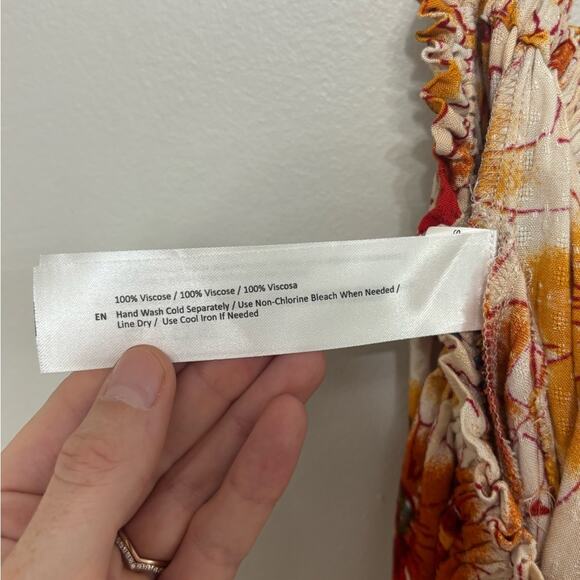 100% Viscose / 100% Viscose / 100% Viscosa
EN Hand Wash Cold Separately / Use Non-Chlorine Bleach When Needed /
Line Dry / Use Cool Iron If Needed
S